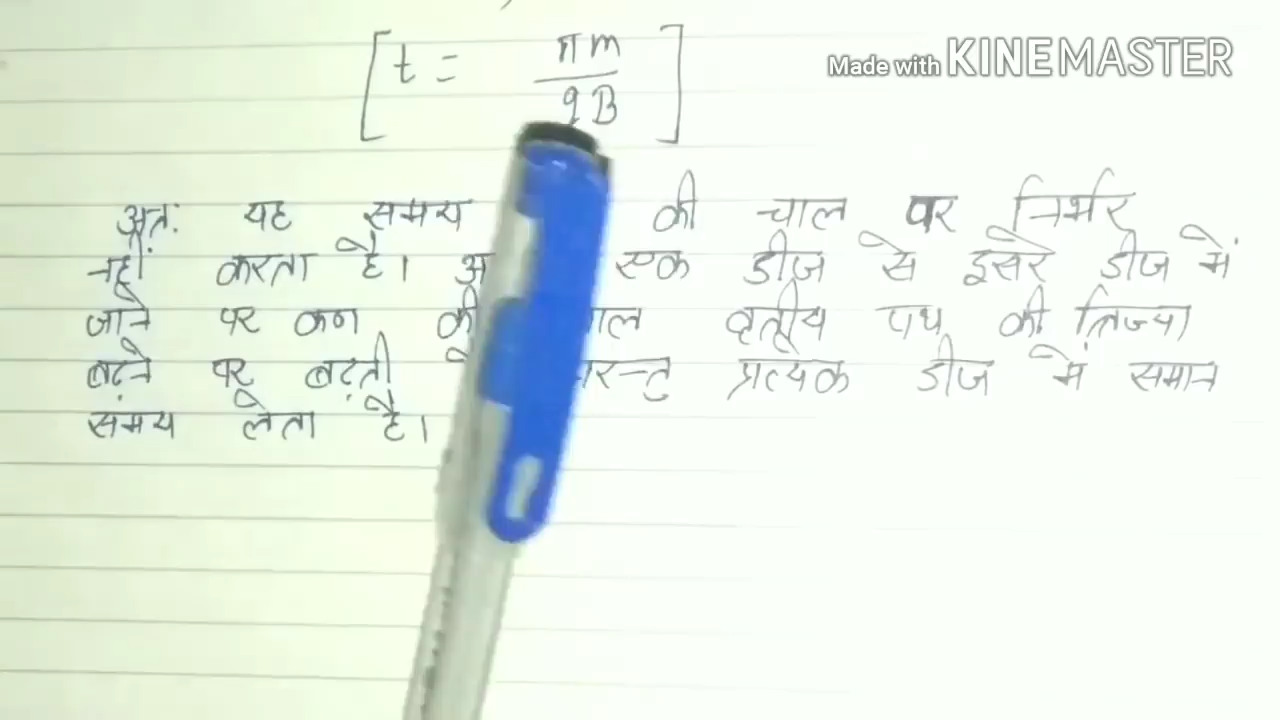 Made with KINEMASTER
[ t = πm / qB ]
अतः यह समय की चाल पर निर्भर
नहीं करता है। एक डीज से दूसरे डीज में
जाने पर कण की वृत्तीय पथ की त्रिज्या
बढ़ने पर बढ़ती प्रत्येक डीज में समान
समय लेता है।